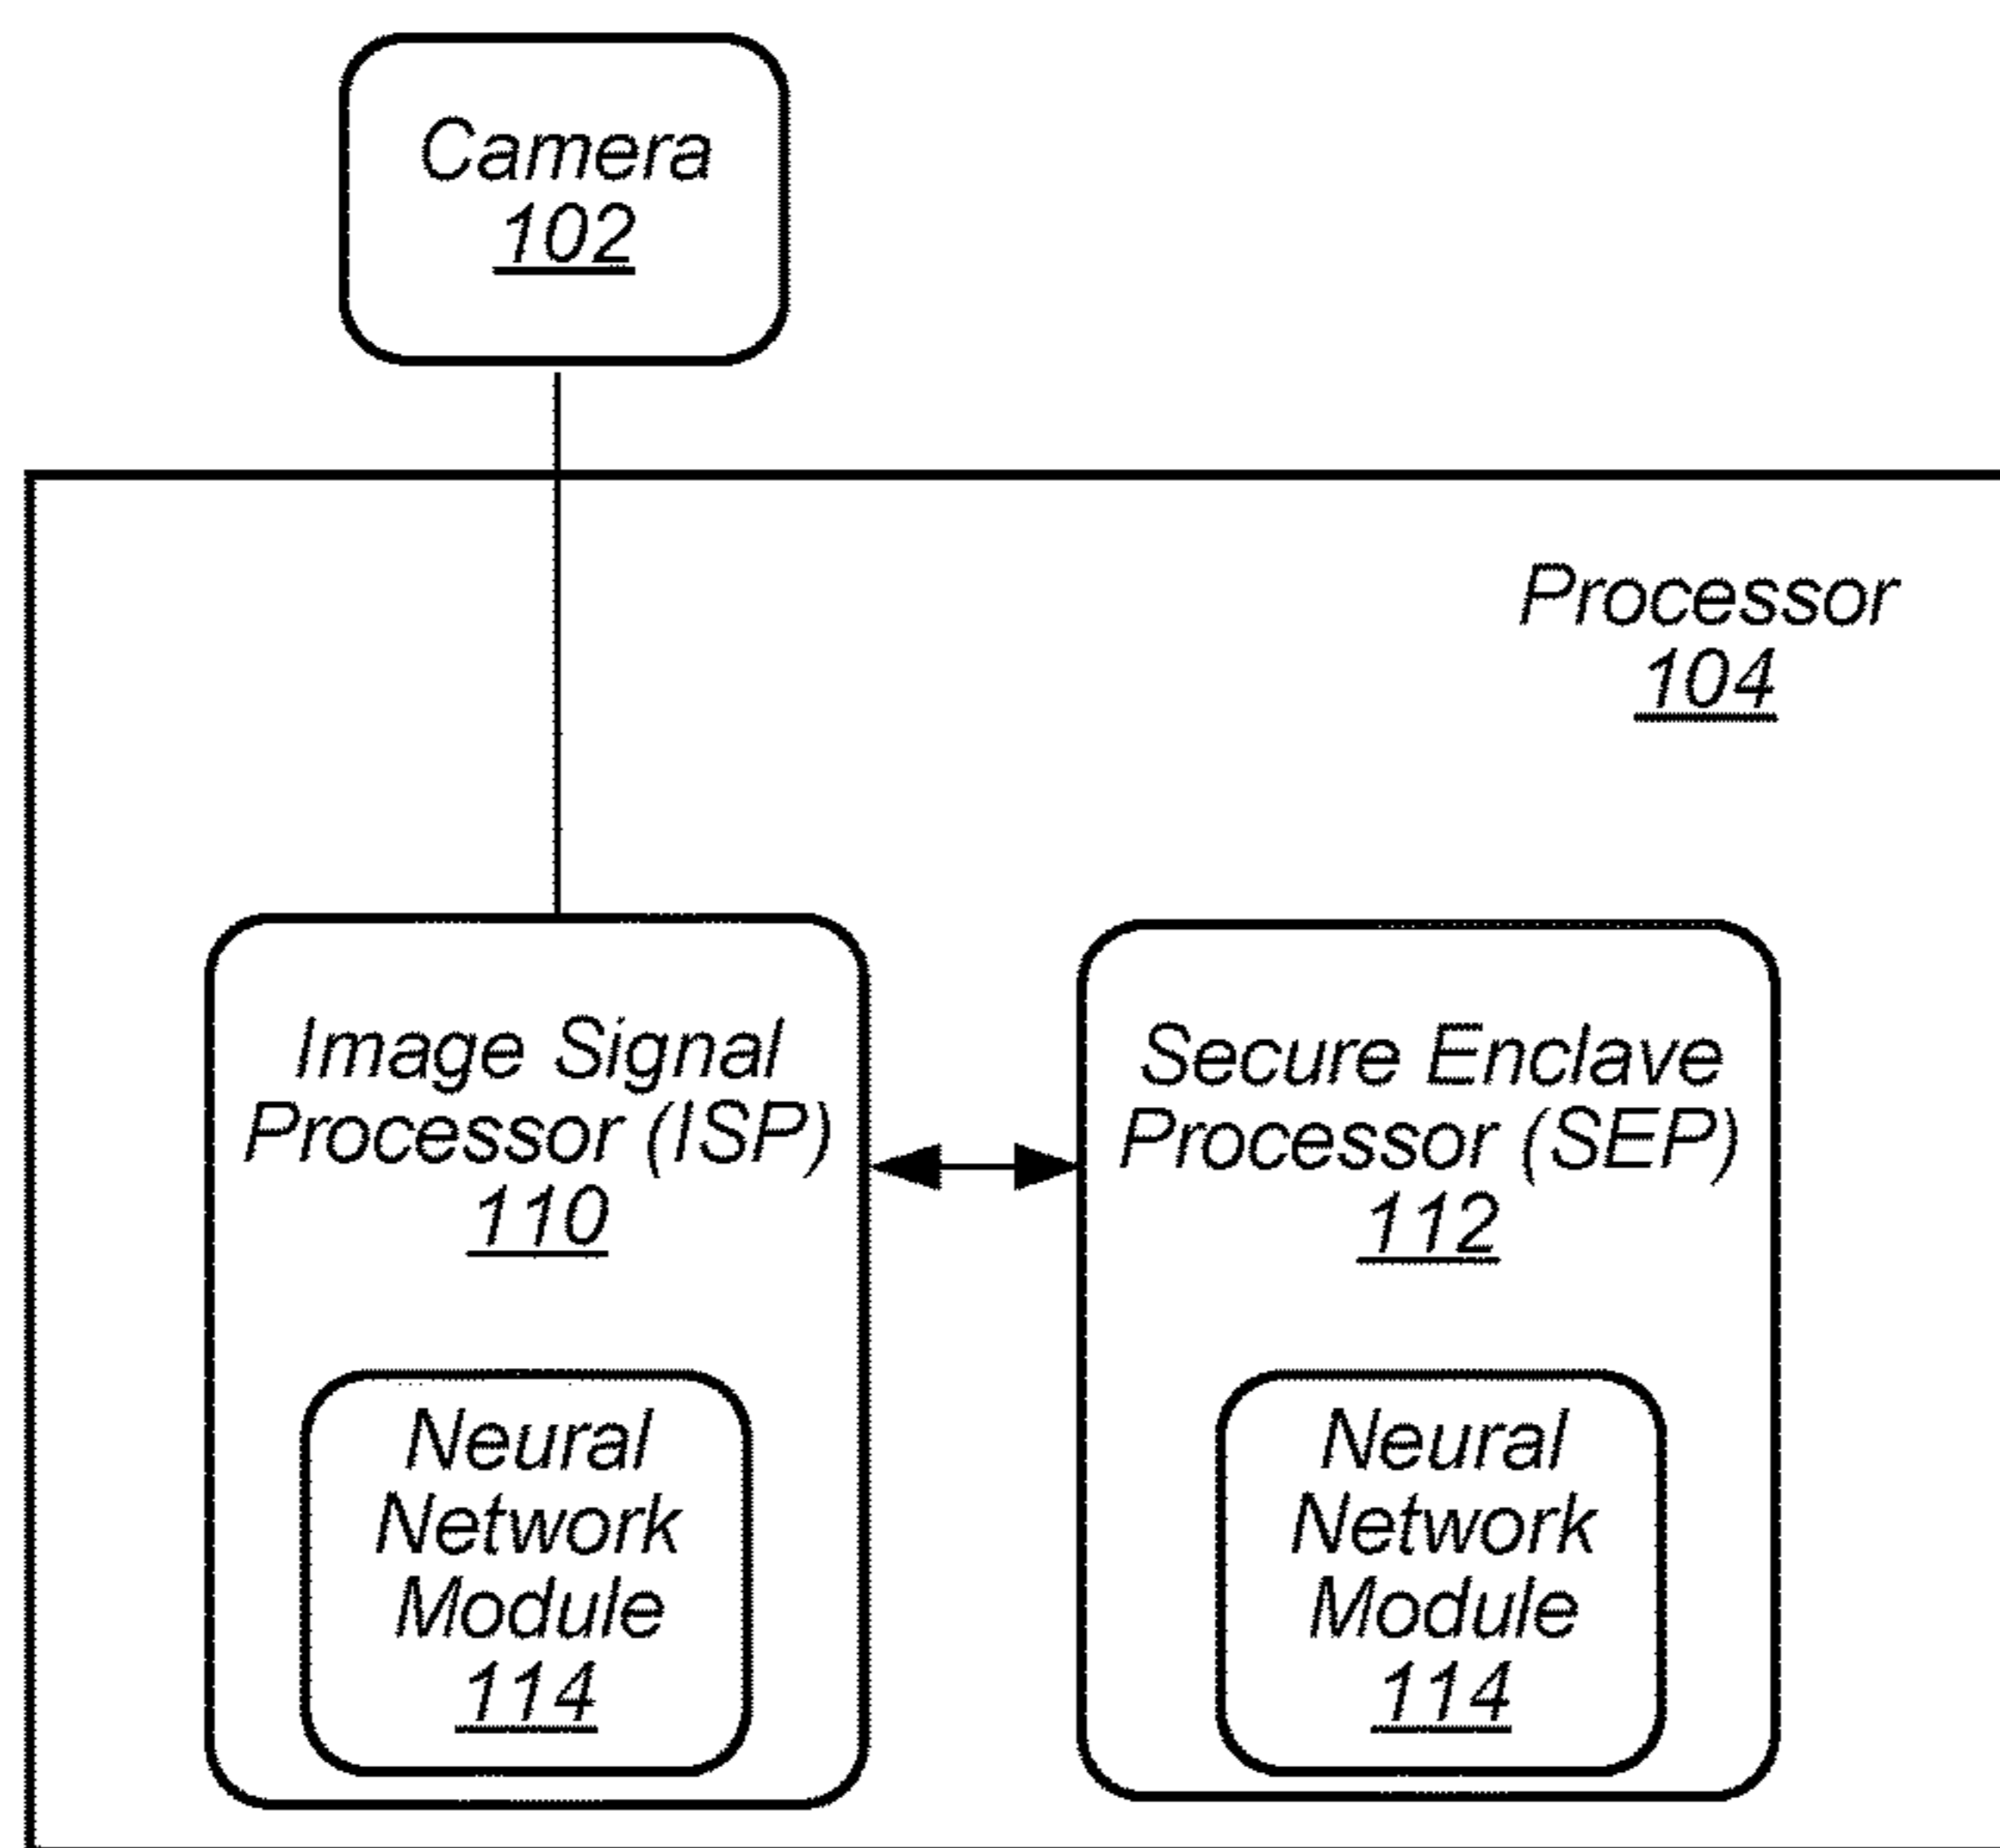 Camera
102
Processor
104
Image Signal
Processor (ISP)
110
Secure Enclave
Processor (SEP)
112
Neural
Network
Module
114
Neural
Network
Module
114